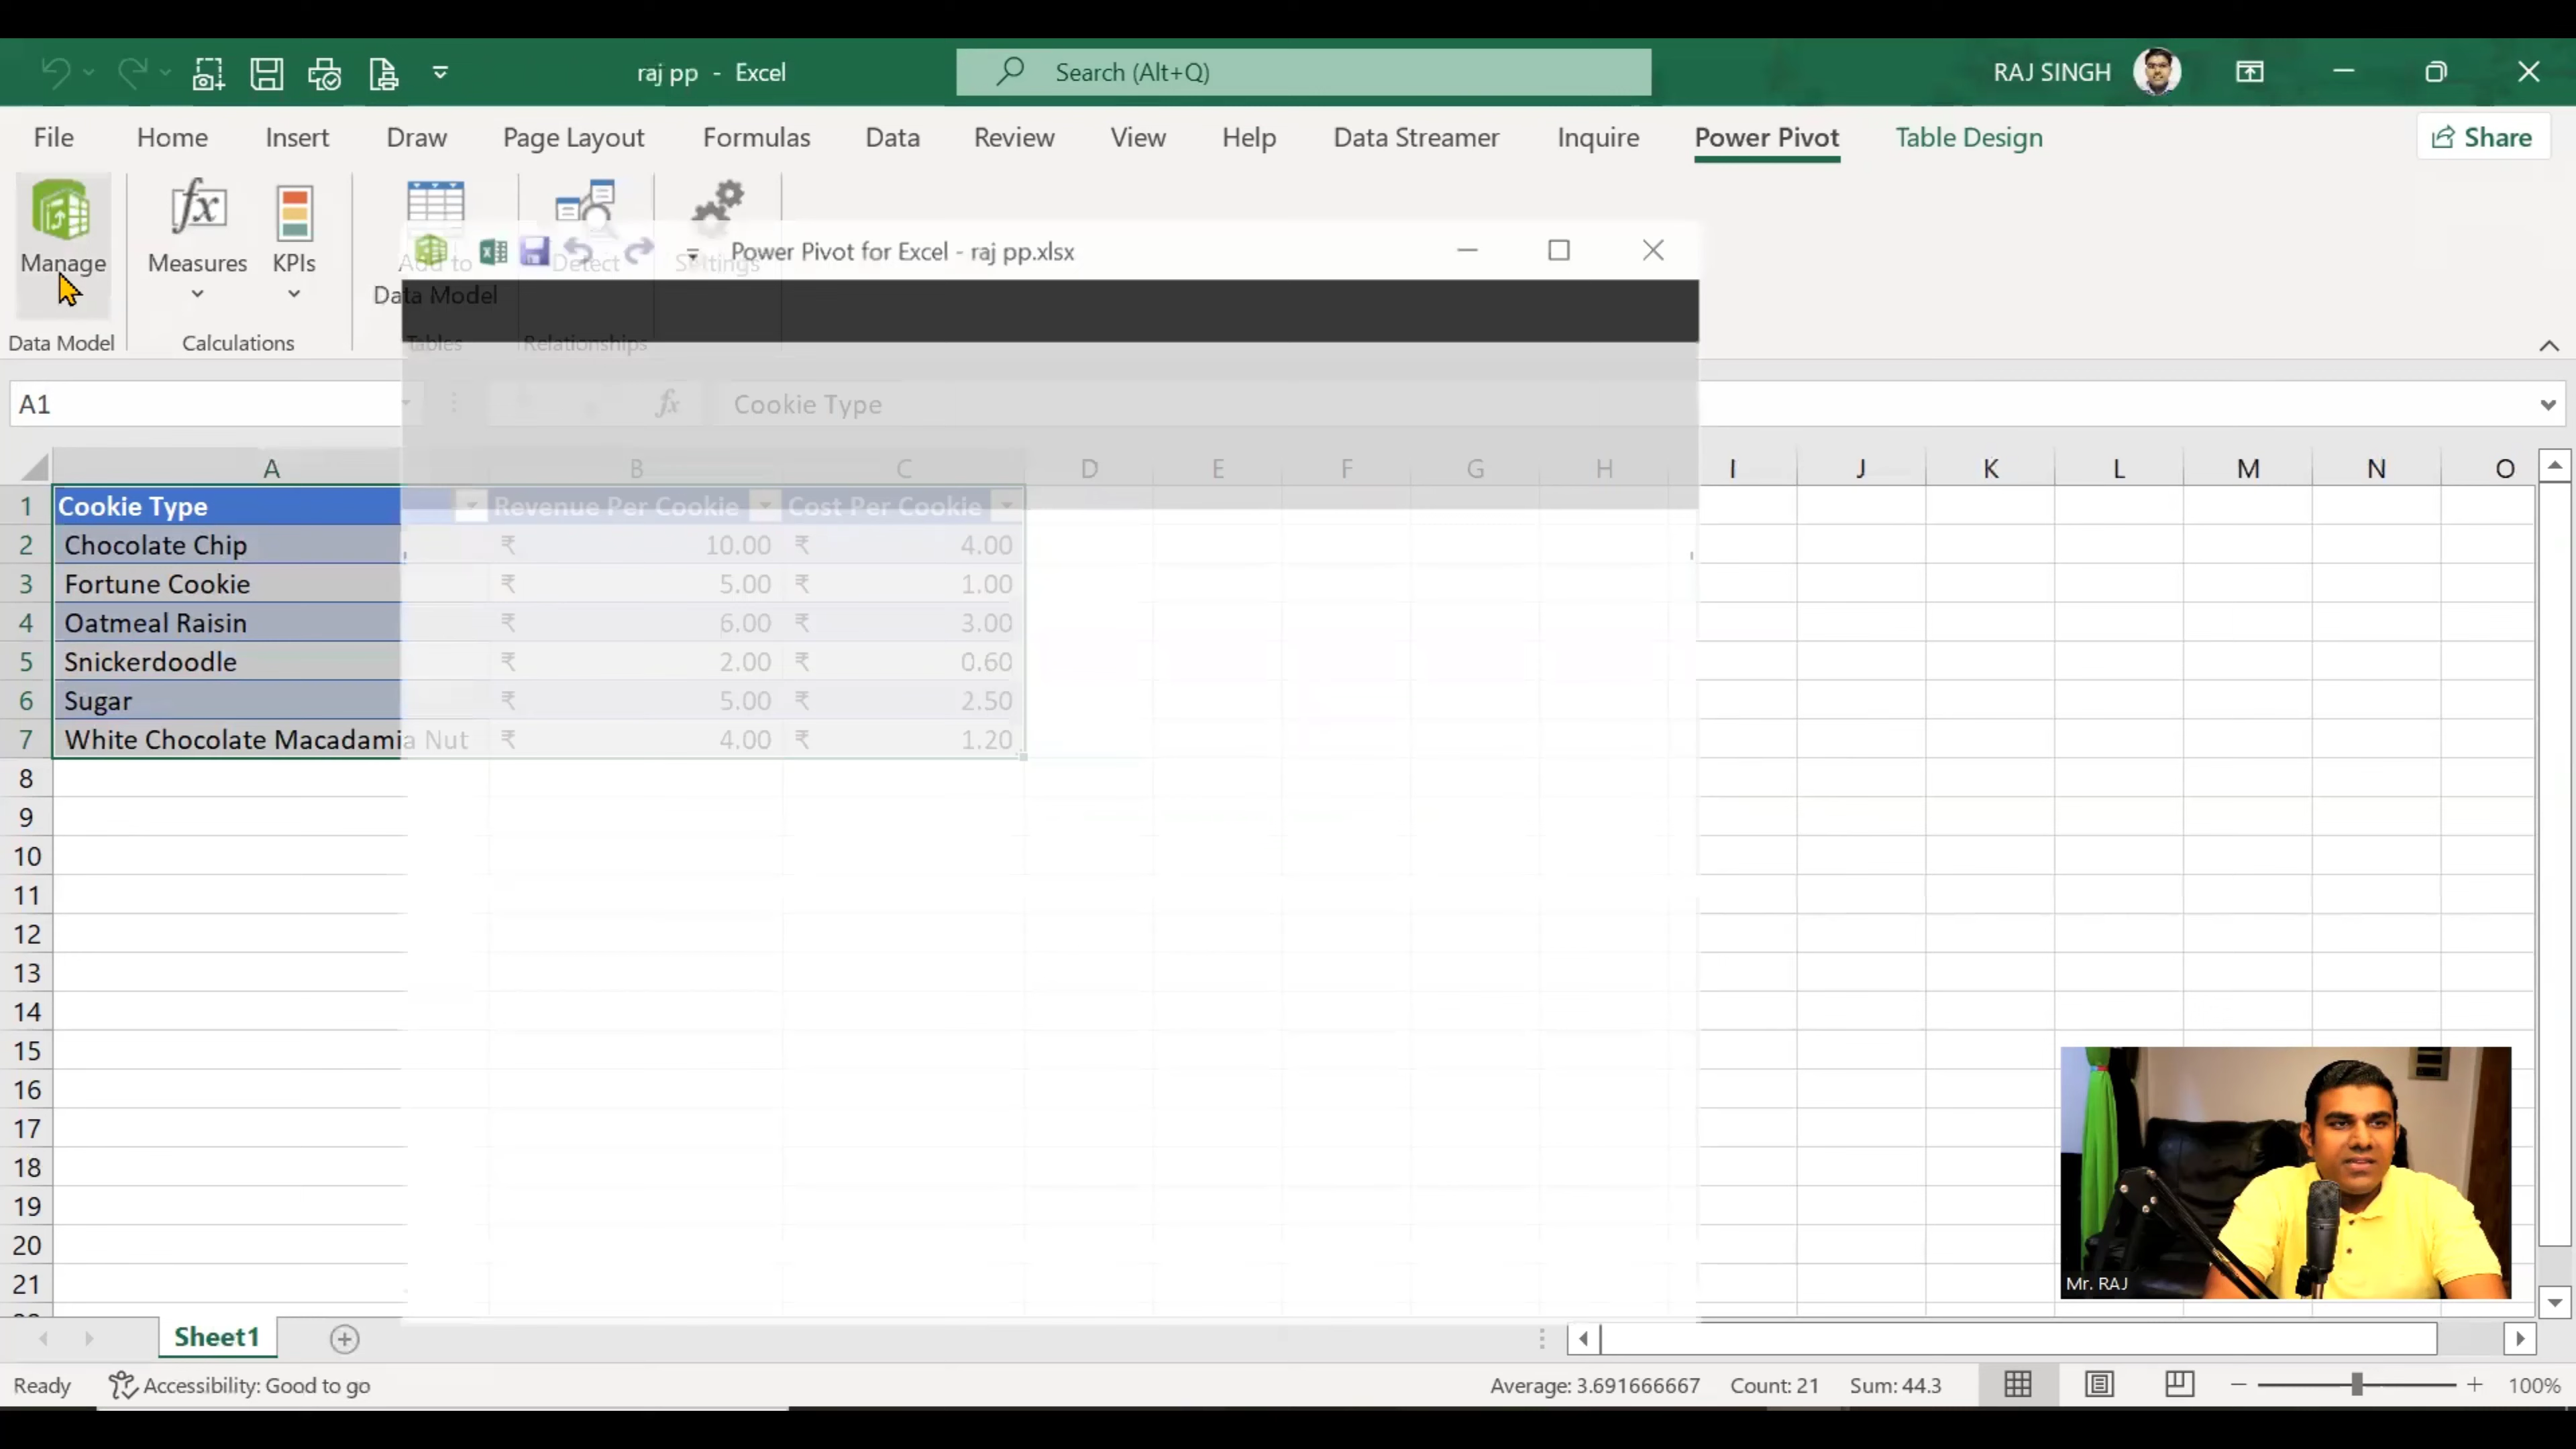 raj pp - Excel
Search (Alt+Q)
RAJ SINGH
File Home Insert Draw Page Layout Formulas Data Review View Help Data Streamer Inquire Power Pivot Table Design Share
Manage Measures KPIs Add to Data Model Detect Settings
Data Model Calculations Tables Relationships
Power Pivot for Excel - raj pp.xlsx
A1 fx Cookie Type
A B C D E F G H I J K L M N O
1 Cookie Type Revenue Per Cookie Cost Per Cookie
2 Chocolate Chip ₹ 10.00 ₹ 4.00
3 Fortune Cookie ₹ 5.00 ₹ 1.00
4 Oatmeal Raisin ₹ 6.00 ₹ 3.00
5 Snickerdoodle ₹ 2.00 ₹ 0.60
6 Sugar ₹ 5.00 ₹ 2.50
7 White Chocolate Macadamia Nut ₹ 4.00 ₹ 1.20
8
9
10
11
12
13
14
15
16
17
18
19
20
21
Mr. RAJ
Sheet1
Ready Accessibility: Good to go Average: 3.691666667 Count: 21 Sum: 44.3 100%